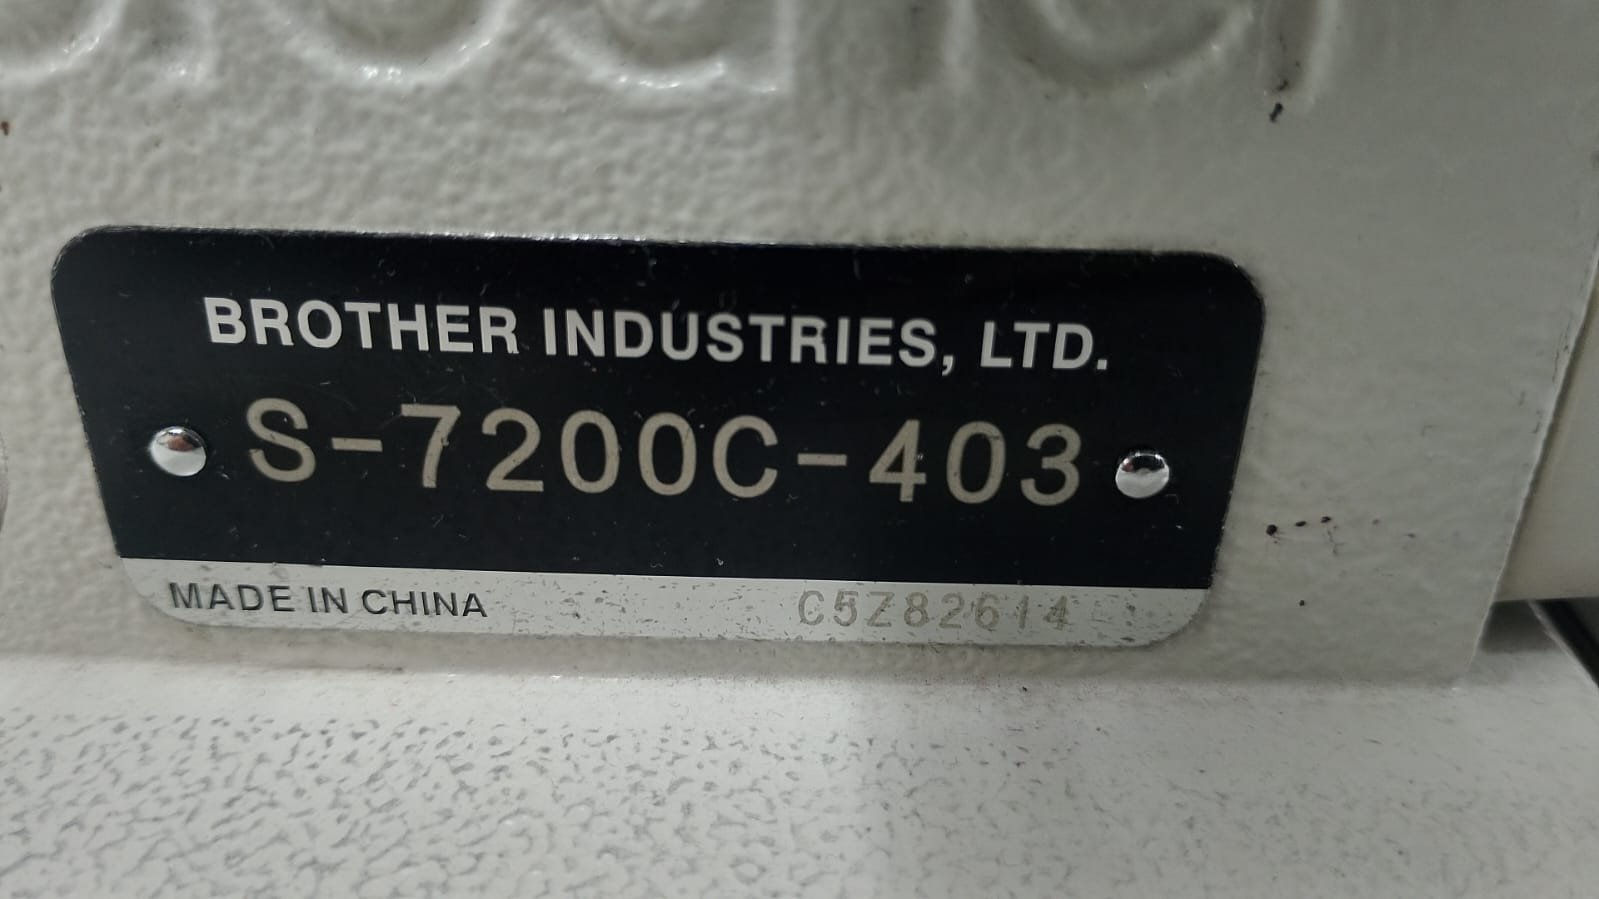 BROTHER INDUSTRIES, LTD.
S-7200C-403
MADE IN CHINA C5Z82614